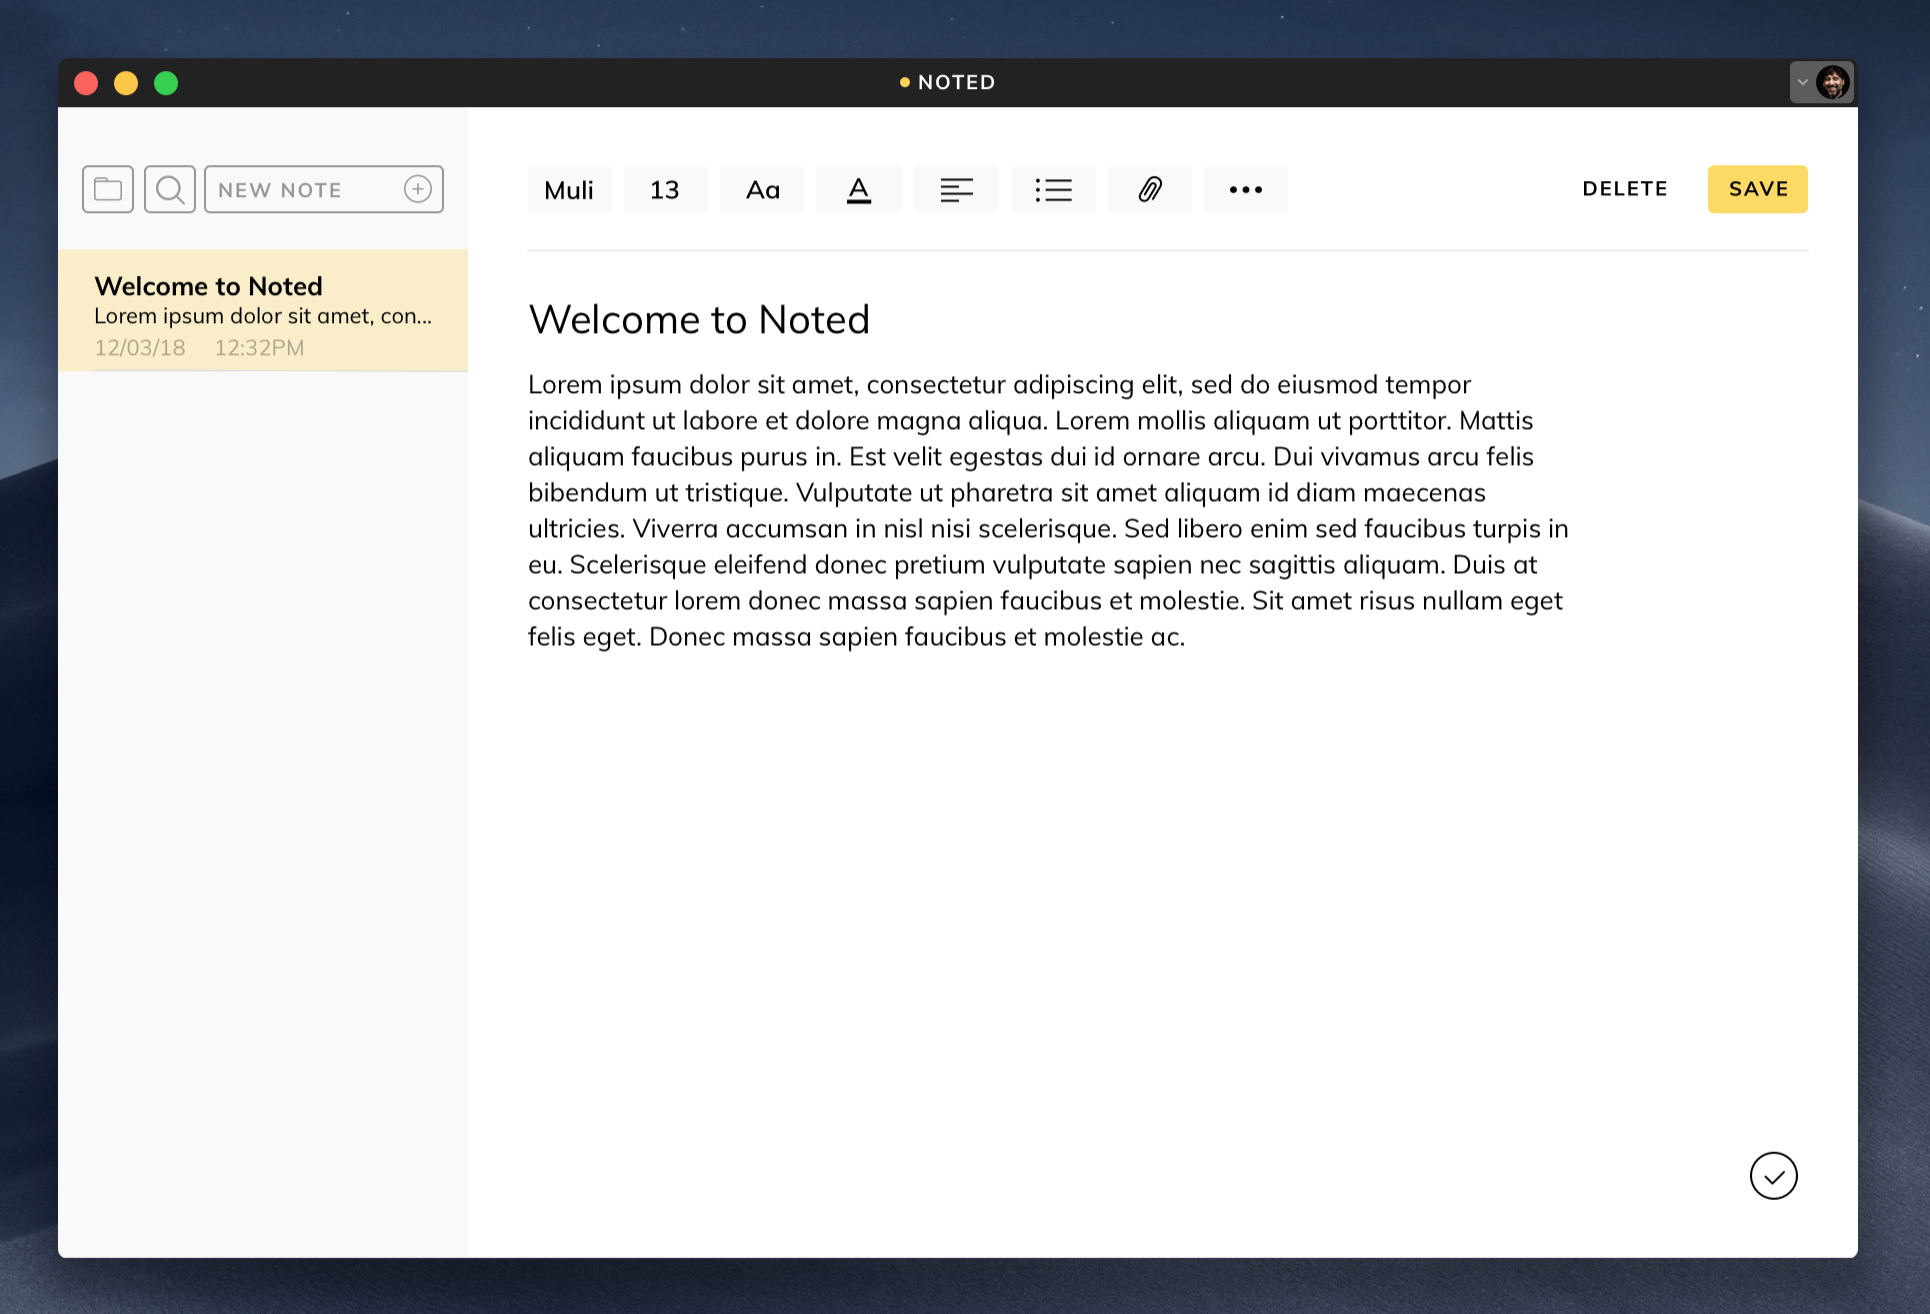 NOTED
NEW NOTE
Muli 13 Aa A
DELETE SAVE
Welcome to Noted
Lorem ipsum dolor sit amet, con...
12/03/18 12:32PM
Welcome to Noted
Lorem ipsum dolor sit amet, consectetur adipiscing elit, sed do eiusmod tempor
incididunt ut labore et dolore magna aliqua. Lorem mollis aliquam ut porttitor. Mattis
aliquam faucibus purus in. Est velit egestas dui id ornare arcu. Dui vivamus arcu felis
bibendum ut tristique. Vulputate ut pharetra sit amet aliquam id diam maecenas
ultricies. Viverra accumsan in nisl nisi scelerisque. Sed libero enim sed faucibus turpis in
eu. Scelerisque eleifend donec pretium vulputate sapien nec sagittis aliquam. Duis at
consectetur lorem donec massa sapien faucibus et molestie. Sit amet risus nullam eget
felis eget. Donec massa sapien faucibus et molestie ac.